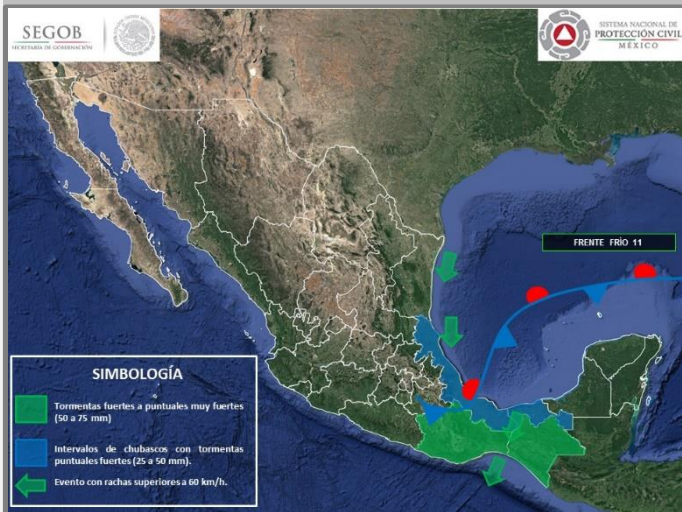 SEGOB
SECRETARÍA DE GOBERNACIÓN
SISTEMA NACIONAL DE
PROTECCIÓN CIVIL
MÉXICO
FRENTE FRÍO 11
SIMBOLOGÍA
Tormentas fuertes a puntuales muy fuertes
(50 a 75 mm)
Intervalos de chubascos con tormentas
puntuales fuertes (25 a 50 mm).
Evento con rachas superiores a 60 km/h.